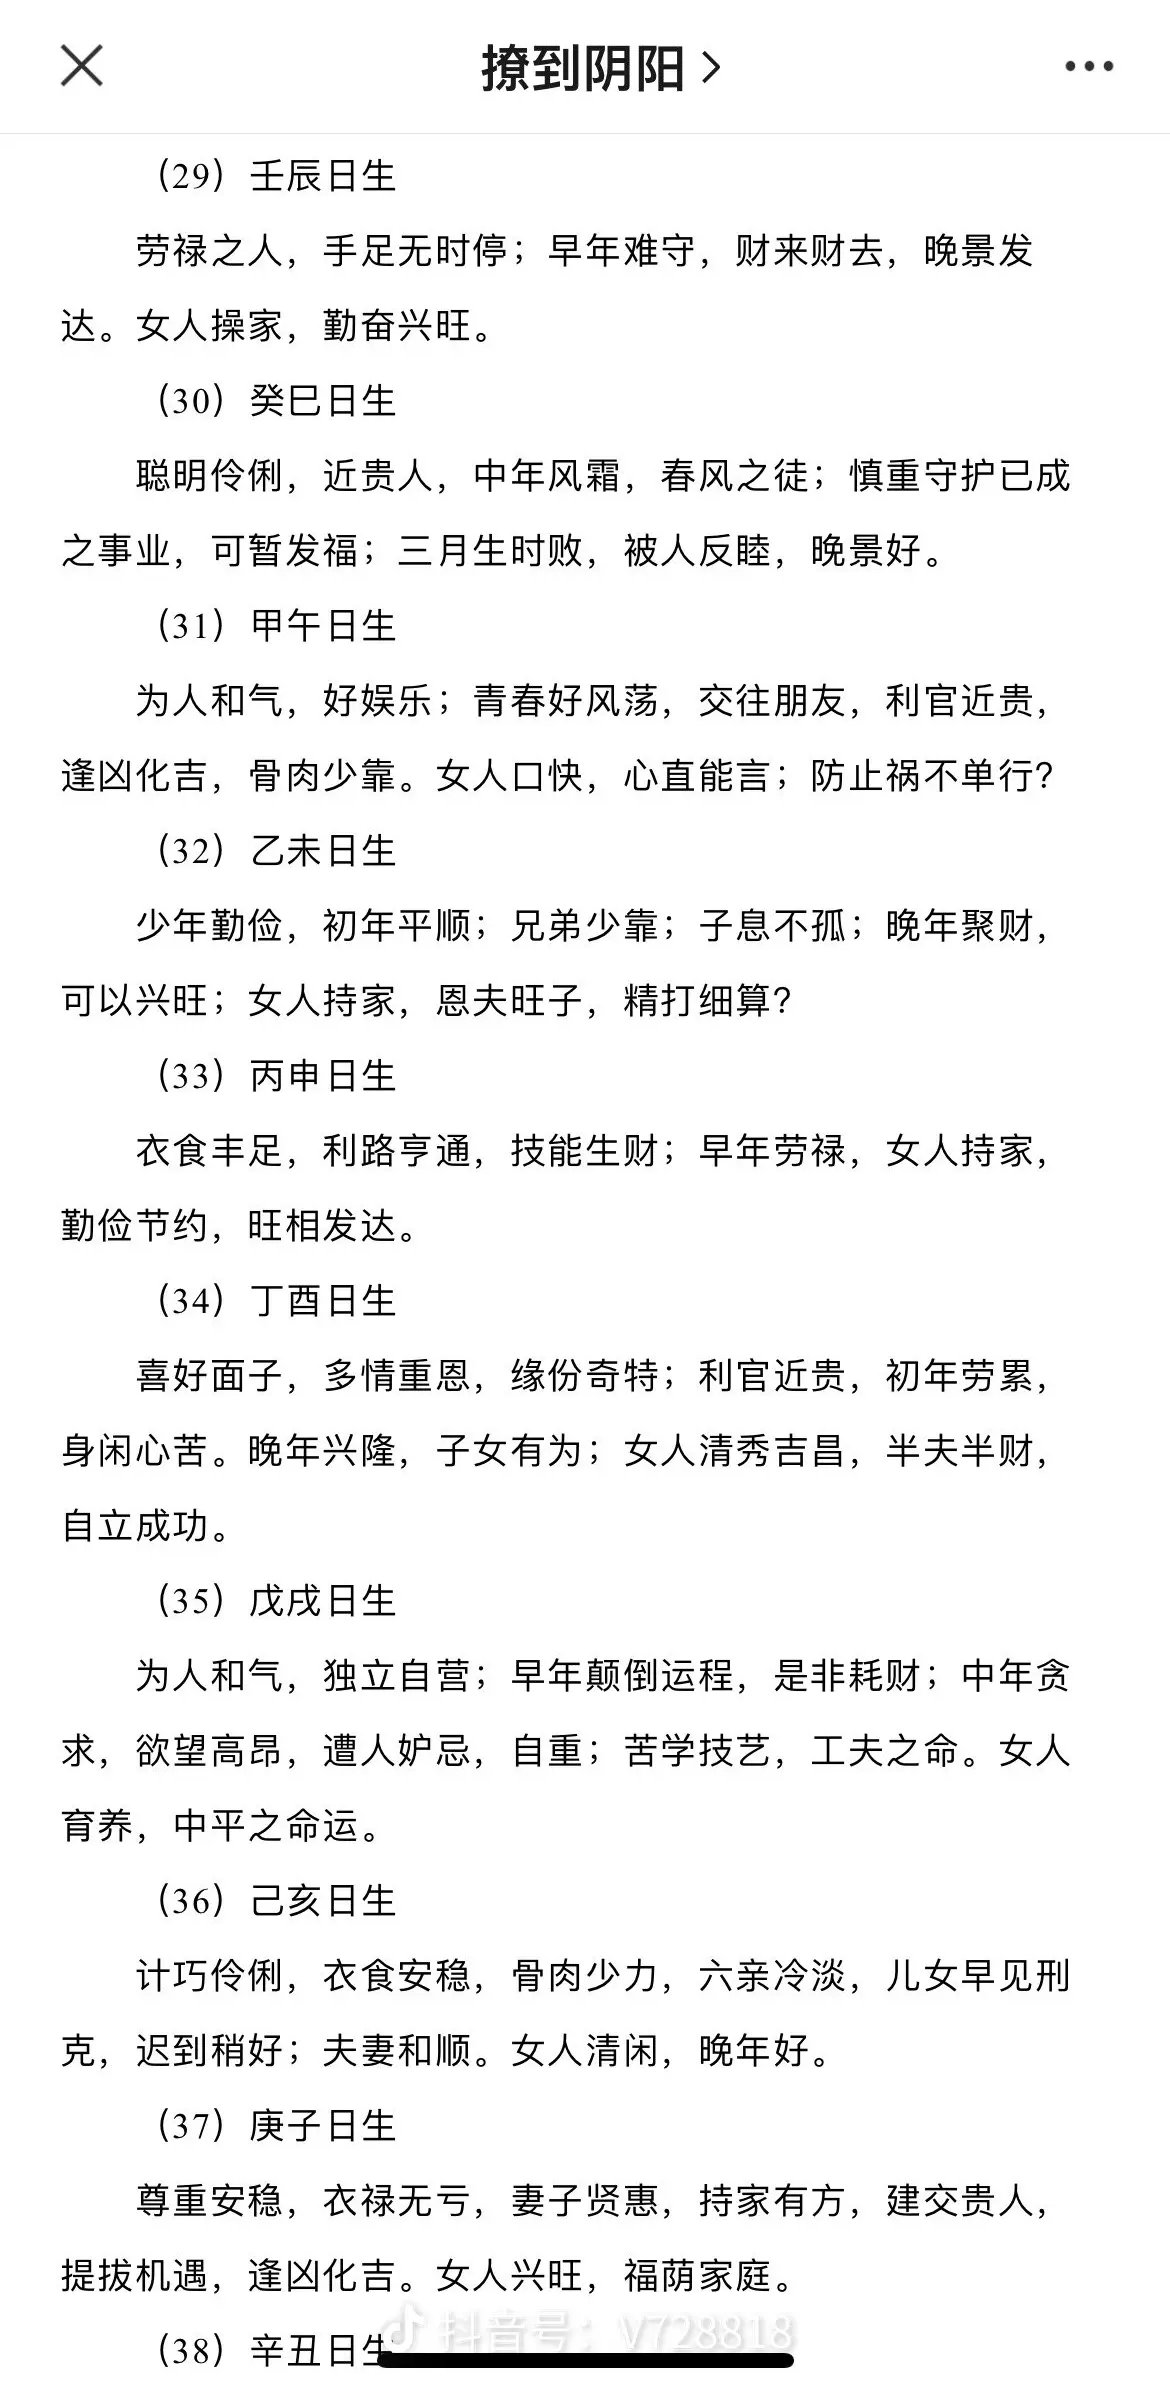 撩到阴阳
（29）壬辰日生
劳禄之人，手足无时停；早年难守，财来财去，晚景发
达。女人操家，勤奋兴旺。
（30）癸巳日生
聪明伶俐，近贵人，中年风霜，春风之徒；慎重守护已成
之事业，可暂发福；三月生时败，被人反睦，晚景好。
（31）甲午日生
为人和气，好娱乐；青春好风荡，交往朋友，利官近贵，
逢凶化吉，骨肉少靠。女人口快，心直能言；防止祸不单行？
（32）乙未日生
少年勤俭，初年平顺；兄弟少靠；子息不孤；晚年聚财，
可以兴旺；女人持家，恩夫旺子，精打细算？
（33）丙申日生
衣食丰足，利路亨通，技能生财；早年劳禄，女人持家，
勤俭节约，旺相发达。
（34）丁酉日生
喜好面子，多情重恩，缘份奇特；利官近贵，初年劳累，
身闲心苦。晚年兴隆，子女有为；女人清秀吉昌，半夫半财，
自立成功。
（35）戊戌日生
为人和气，独立自营；早年颠倒运程，是非耗财；中年贪
求，欲望高昂，遭人妒忌，自重；苦学技艺，工夫之命。女人
育养，中平之命运。
（36）己亥日生
计巧伶俐，衣食安稳，骨肉少力，六亲冷淡，儿女早见刑
克，迟到稍好；夫妻和顺。女人清闲，晚年好。
（37）庚子日生
尊重安稳，衣禄无亏，妻子贤惠，持家有方，建交贵人，
提拔机遇，逢凶化吉。女人兴旺，福荫家庭。
（38）辛丑日生
抖音号：V728818